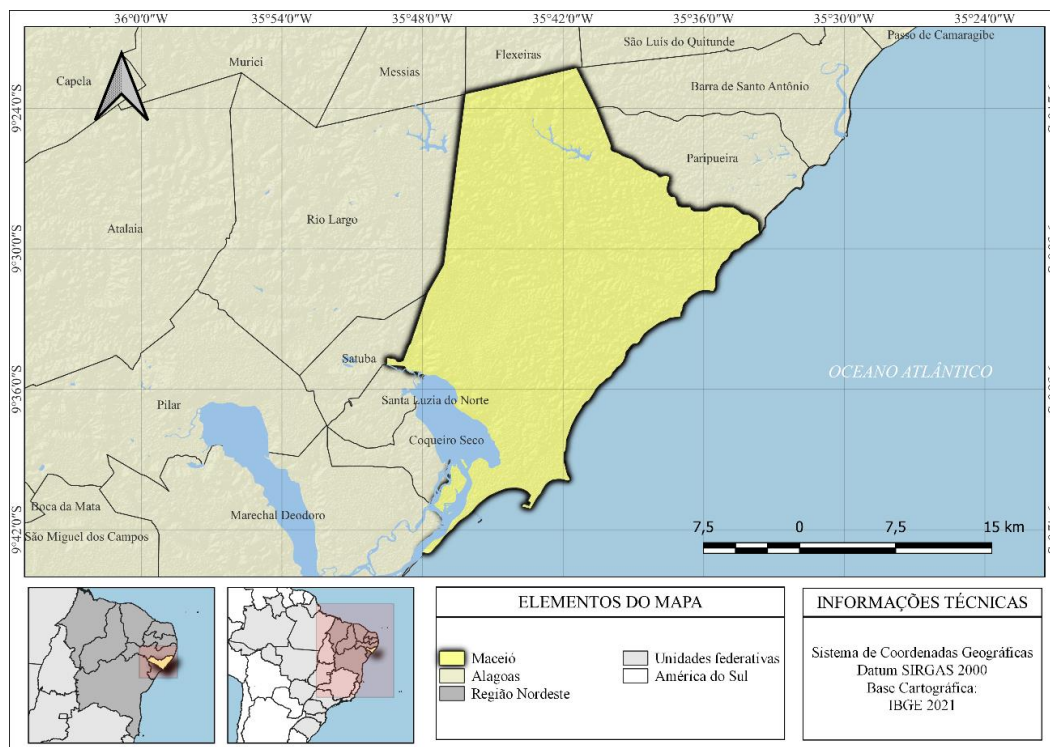 36°0'0"W
35°54'0"W
35°48'0"W
35°42'0"W
35°36'0"W
35°30'0"W
35°24'0"W
9°24'0"S
9°30'0"S
9°36'0"S
9°42'0"S
Capela
Murici
Messias
Flexeiras
São Luís do Quitunde
Passo de Camaragibe
Barra de Santo Antônio
Paripueira
Atalaia
Rio Largo
Satuba
Santa Luzia do Norte
Pilar
Coqueiro Seco
Boca da Mata
Marechal Deodoro
São Miguel dos Campos
OCEANO ATLÂNTICO
7,5 0 7,5 15 km
ELEMENTOS DO MAPA
Maceió
Alagoas
Região Nordeste
Unidades federativas
América do Sul
INFORMAÇÕES TÉCNICAS
Sistema de Coordenadas Geográficas
Datum SIRGAS 2000
Base Cartográfica:
IBGE 2021